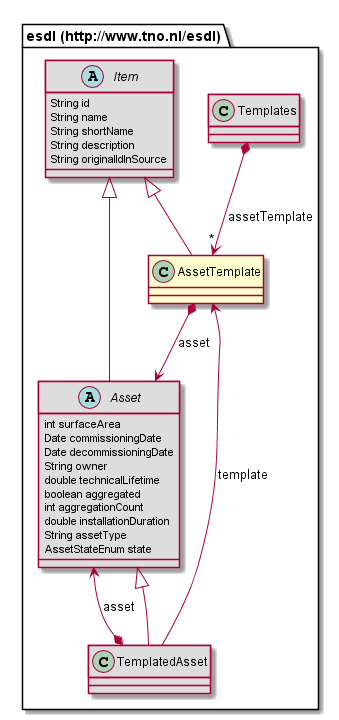 esdl (http://www.tno.nl/esdl)
A Item
String id
String name
String shortName
String description
String originalIdInSource
C Templates
assetTemplate
*
C AssetTemplate
asset
A Asset
int surfaceArea
Date commissioningDate
Date decommissioningDate
String owner
double technicalLifetime
boolean aggregated
int aggregationCount
double installationDuration
String assetType
AssetStateEnum state
template
asset
C TemplatedAsset